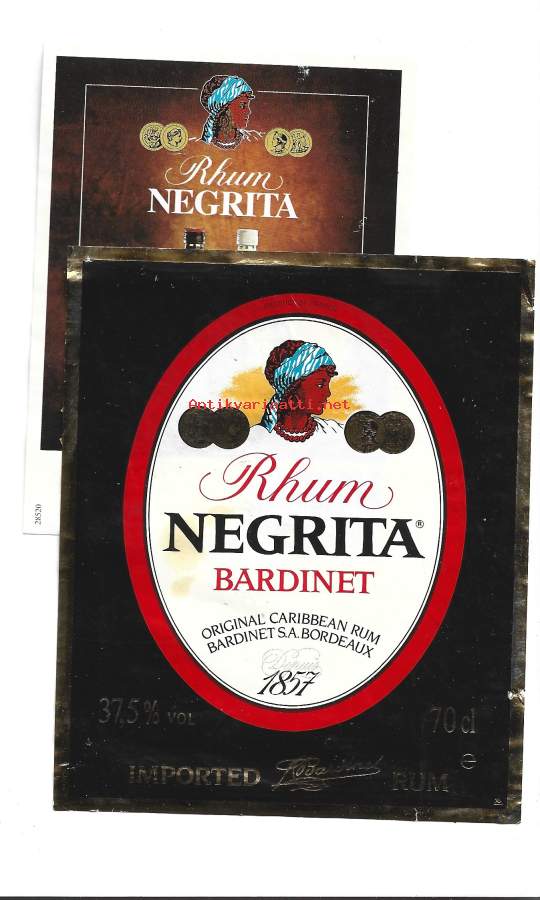 Rhum
NEGRITA
28520
Antikvariaatti.net
Rhum
NEGRITA®
BARDINET
ORIGINAL CARIBBEAN RUM
BARDINET S.A. BORDEAUX
Depuis
1857
37,5% VOL
70 cl
e
IMPORTED
RUM